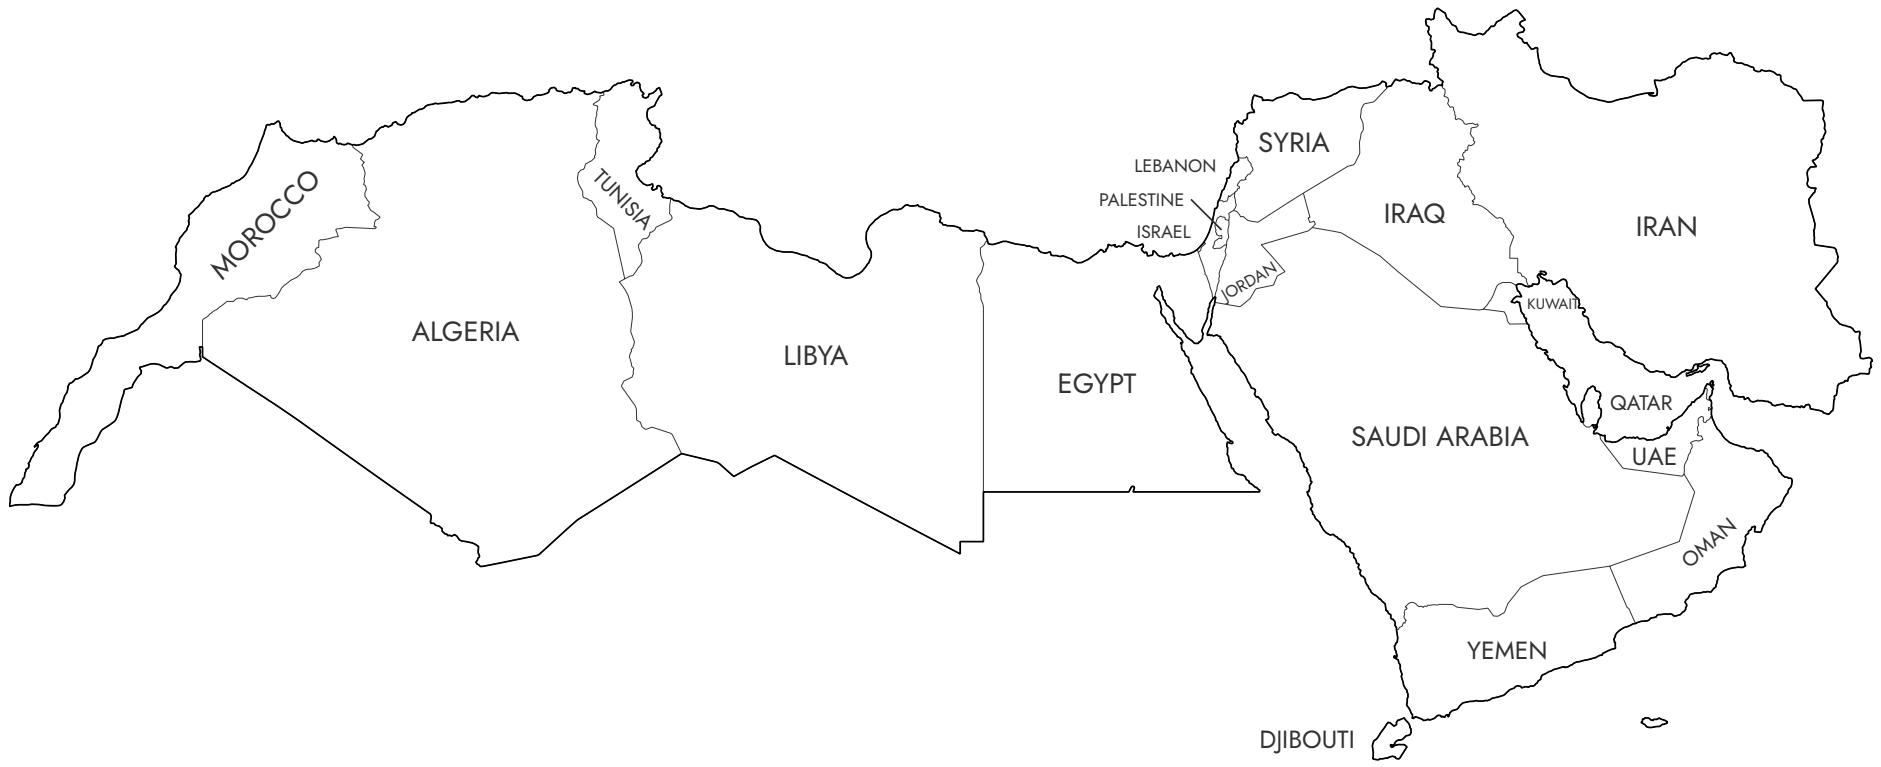 MOROCCO
ALGERIA
TUNISIA
LIBYA
EGYPT
LEBANON
PALESTINE
ISRAEL
SYRIA
JORDAN
IRAQ
IRAN
KUWAIT
SAUDI ARABIA
QATAR
UAE
OMAN
YEMEN
DJIBOUTI